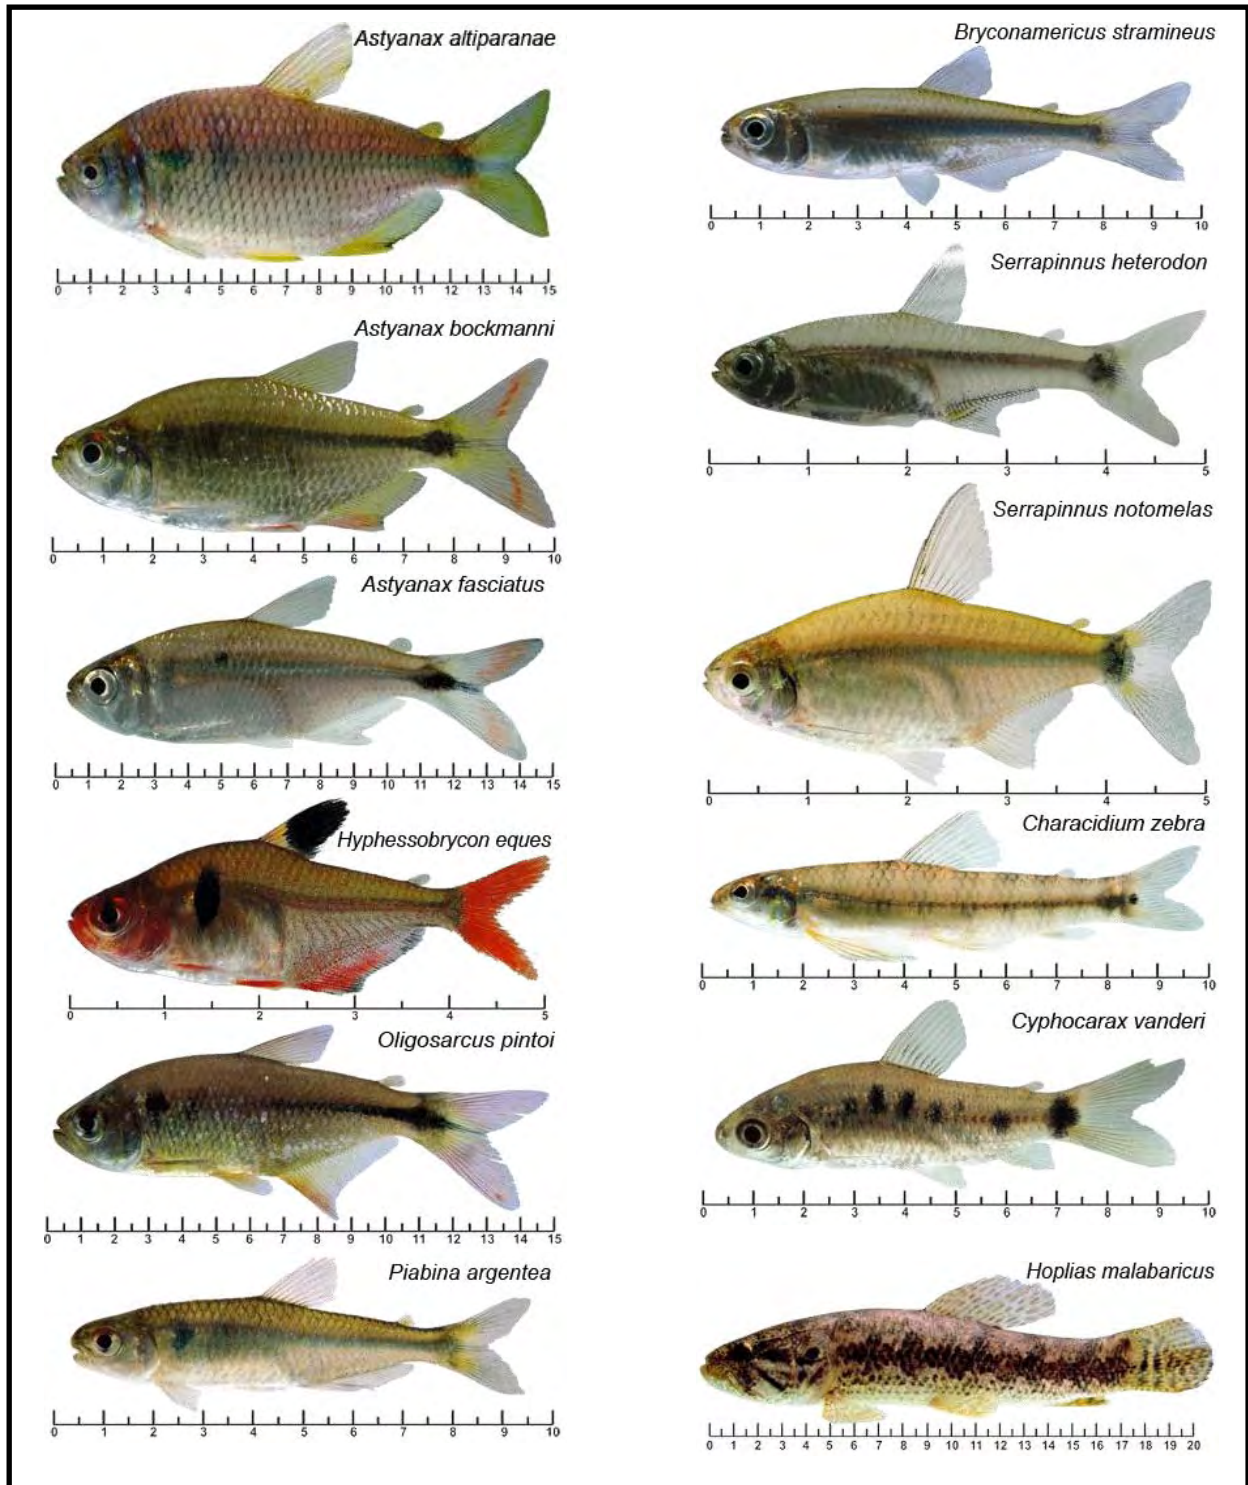 Astyanax altiparanae
0 1 2 3 4 5 6 7 8 9 10 11 12 13 14 15
Astyanax bockmanni
0 1 2 3 4 5 6 7 8 9 10
Astyanax fasciatus
0 1 2 3 4 5 6 7 8 9 10 11 12 13 14 15
Hyphessobrycon eques
0 1 2 3 4 5
Oligosarcus pintoi
0 1 2 3 4 5 6 7 8 9 10 11 12 13 14 15
Piabina argentea
0 1 2 3 4 5 6 7 8 9 10
Bryconamericus stramineus
0 1 2 3 4 5 6 7 8 9 10
Serrapinnus heterodon
0 1 2 3 4 5
Serrapinnus notomelas
0 1 2 3 4 5
Characidium zebra
0 1 2 3 4 5 6 7 8 9 10
Cyphocarax vanderi
0 1 2 3 4 5 6 7 8 9 10
Hoplias malabaricus
0 1 2 3 4 5 6 7 8 9 10 11 12 13 14 15 16 17 18 19 20